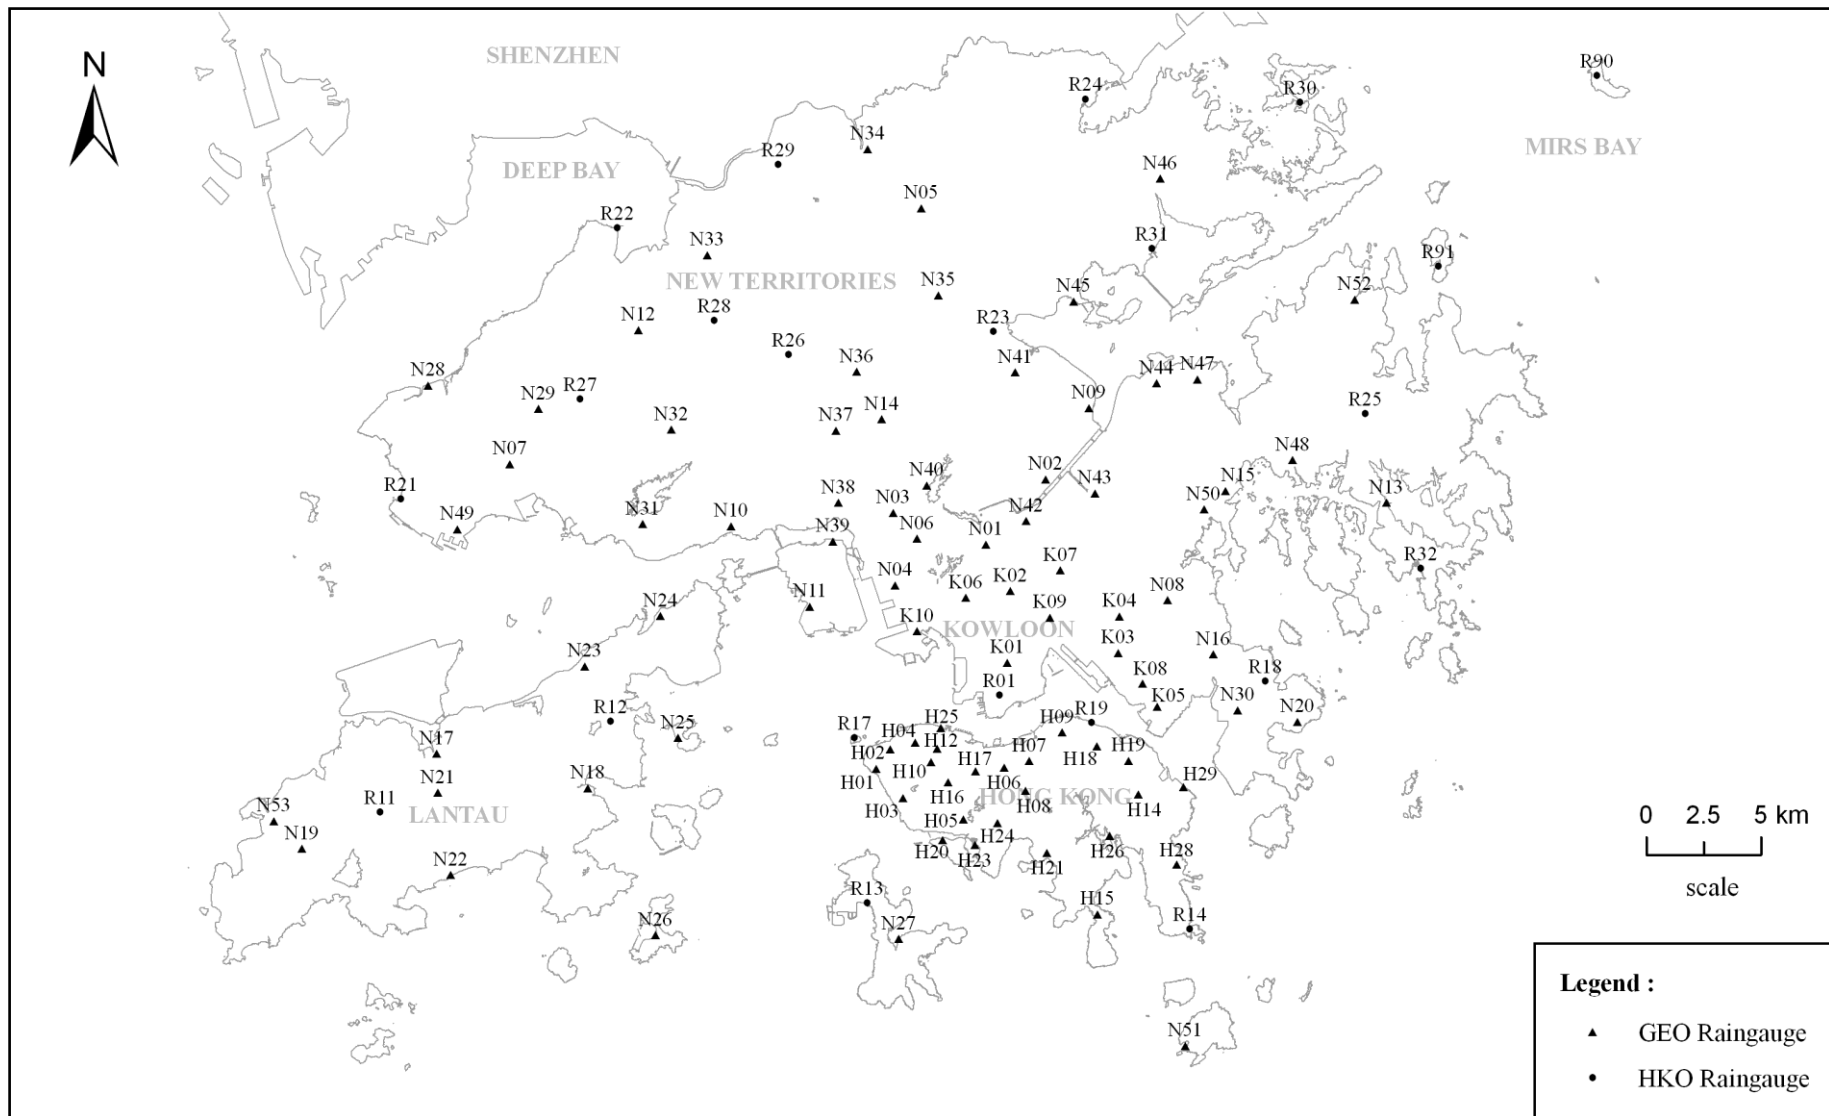 SHENZHEN
N
R90
R24
R30
N34
R29
MIRS BAY
DEEP BAY
N46
N05
R22
R31
N33
R91
NEW TERRITORIES
N35
N45
N52
R28
N12
R23
R26
N36
N41
N28
N44
N47
R27
N29
N09
R25
N14
N37
N32
N07
N48
N02
N40
N43
N15
R21
N38
N03
N50
N13
N42
N49
N31
N10
N39
N06
N01
K07
R32
N04
K06
K02
N08
N11
N24
K09
K04
K10
KOWLOON
N23
K03
N16
K01
K08
R18
R01
K05
N30
N20
R12
N25
H25
R17
H04
H09
R19
N17
H02
H12
H07
H18
H19
H10
H17
N21
N18
H01
H06
H29
0 2.5 5 km
R11
LANTAU
H16
HONG KONG
N53
H03
H08
H14
N19
H05
H24
H20
H23
H21
H26
H28
N22
scale
R13
H15
R14
N26
N27
Legend :
N51
GEO Raingauge
HKO Raingauge